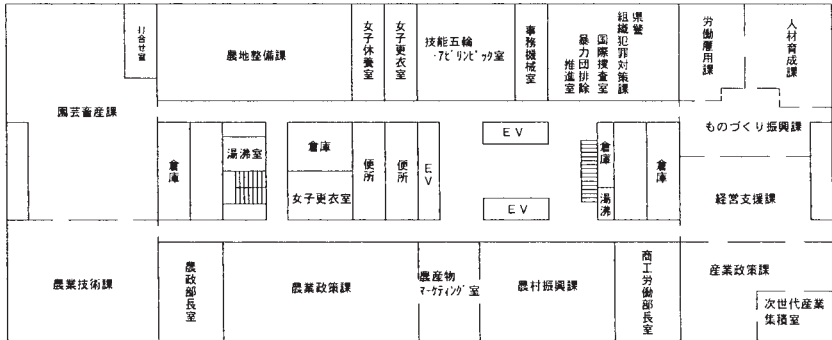 打合せ室
農地整備課
女子休養室
女子更衣室
技能五輪
・アビリンピック室
事務機械室
県警
組織犯罪対策課
国際捜査室
暴力団排除
推進室
労働雇用課
人材育成課
園芸畜産課
ものづくり振興課
倉庫
湯沸室
倉庫
女子更衣室
便所
便所
EV
EV
EV
倉庫
湯沸
倉庫
経営支援課
農業技術課
農政部長室
農業政策課
農産物
マーケティング室
農村振興課
商工労働部長室
産業政策課
次世代産業
集積室